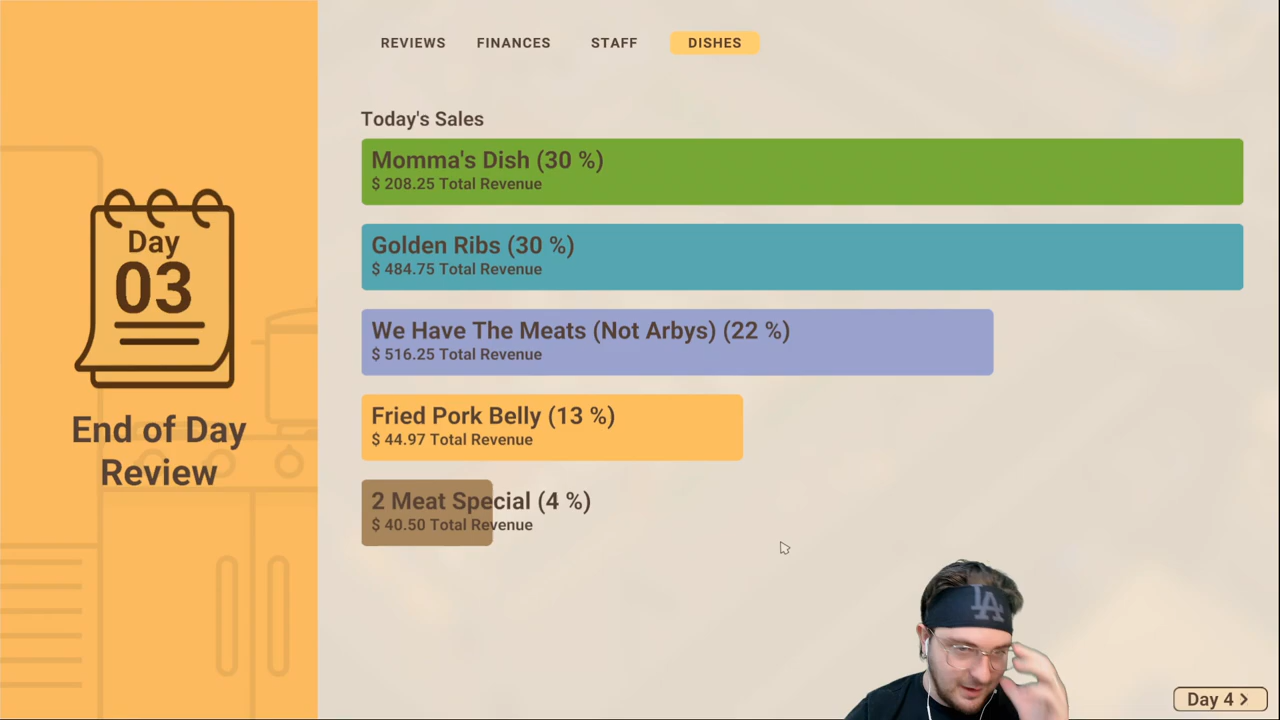 REVIEWS FINANCES STAFF DISHES
Today's Sales
Momma's Dish (30 %)
$ 208.25 Total Revenue
Golden Ribs (30 %)
$ 484.75 Total Revenue
We Have The Meats (Not Arbys) (22 %)
$ 516.25 Total Revenue
Fried Pork Belly (13 %)
$ 44.97 Total Revenue
2 Meat Special (4 %)
$ 40.50 Total Revenue
Day
03
End of Day
Review
LA
Day 4